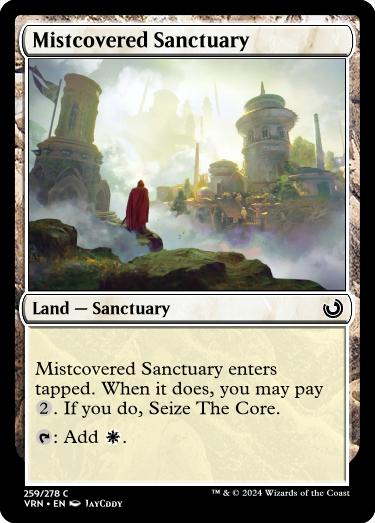 Mistcovered Sanctuary
Land — Sanctuary
Mistcovered Sanctuary enters
tapped. When it does, you may pay
2. If you do, Seize The Core.
: Add .
259/278 C
VRN • EN JayCddy
™ & © 2024 Wizards of the Coast